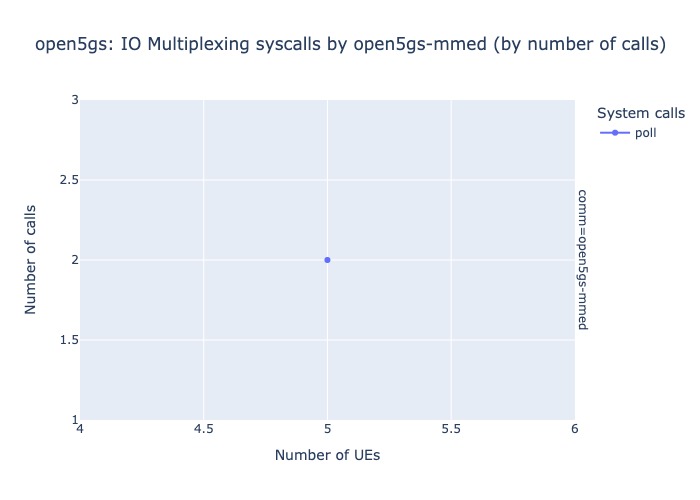 open5gs: IO Multiplexing syscalls by open5gs-mmed (by number of calls)
3
2.5
2
1.5
1
Number of calls
4
4.5
5
5.5
6
Number of UEs
comm=open5gs-mmed
System calls
poll